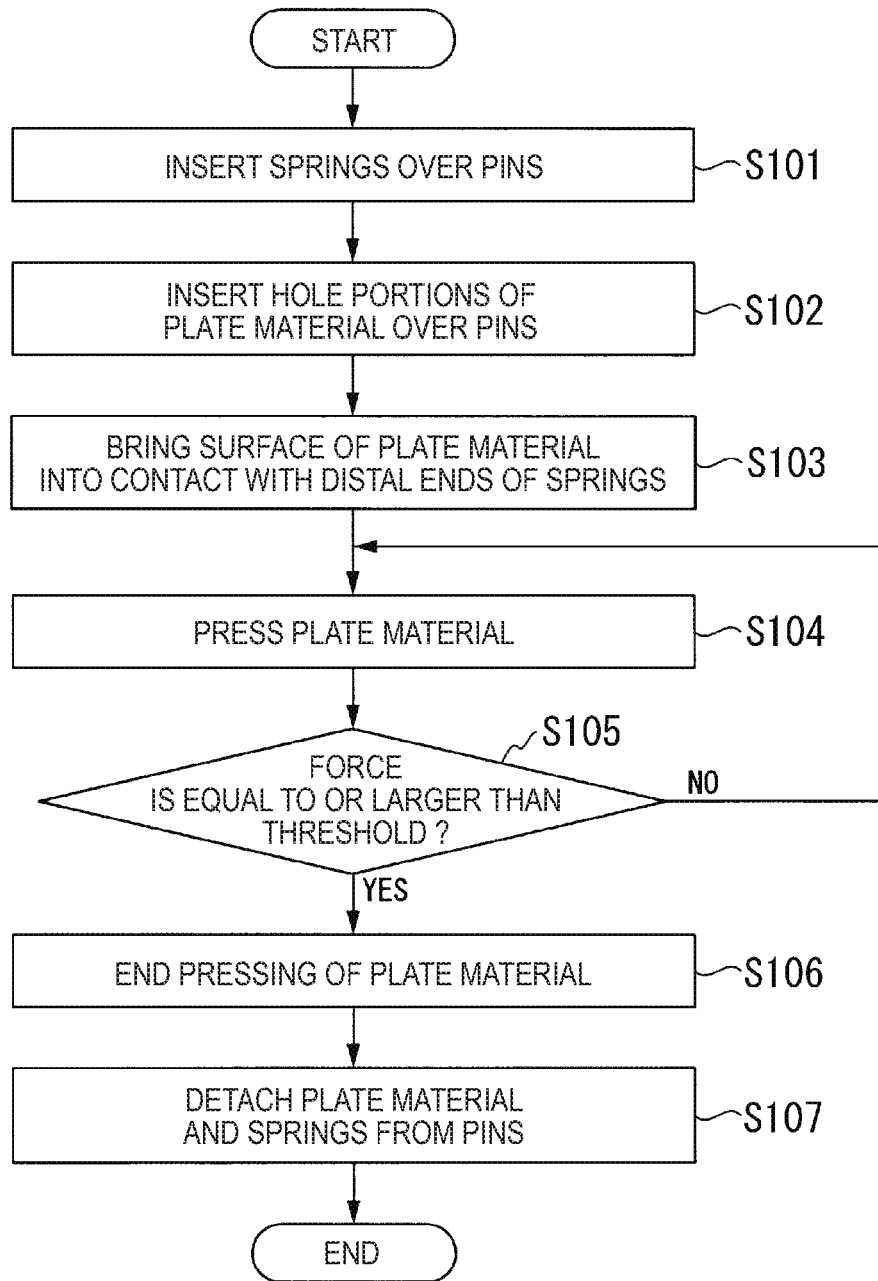 START
INSERT SPRINGS OVER PINS
S101
INSERT HOLE PORTIONS OF
PLATE MATERIAL OVER PINS
S102
BRING SURFACE OF PLATE MATERIAL
INTO CONTACT WITH DISTAL ENDS OF SPRINGS
S103
PRESS PLATE MATERIAL
S104
S105
FORCE
IS EQUAL TO OR LARGER THAN
THRESHOLD ?
NO
YES
END PRESSING OF PLATE MATERIAL
S106
DETACH PLATE MATERIAL
AND SPRINGS FROM PINS
S107
END